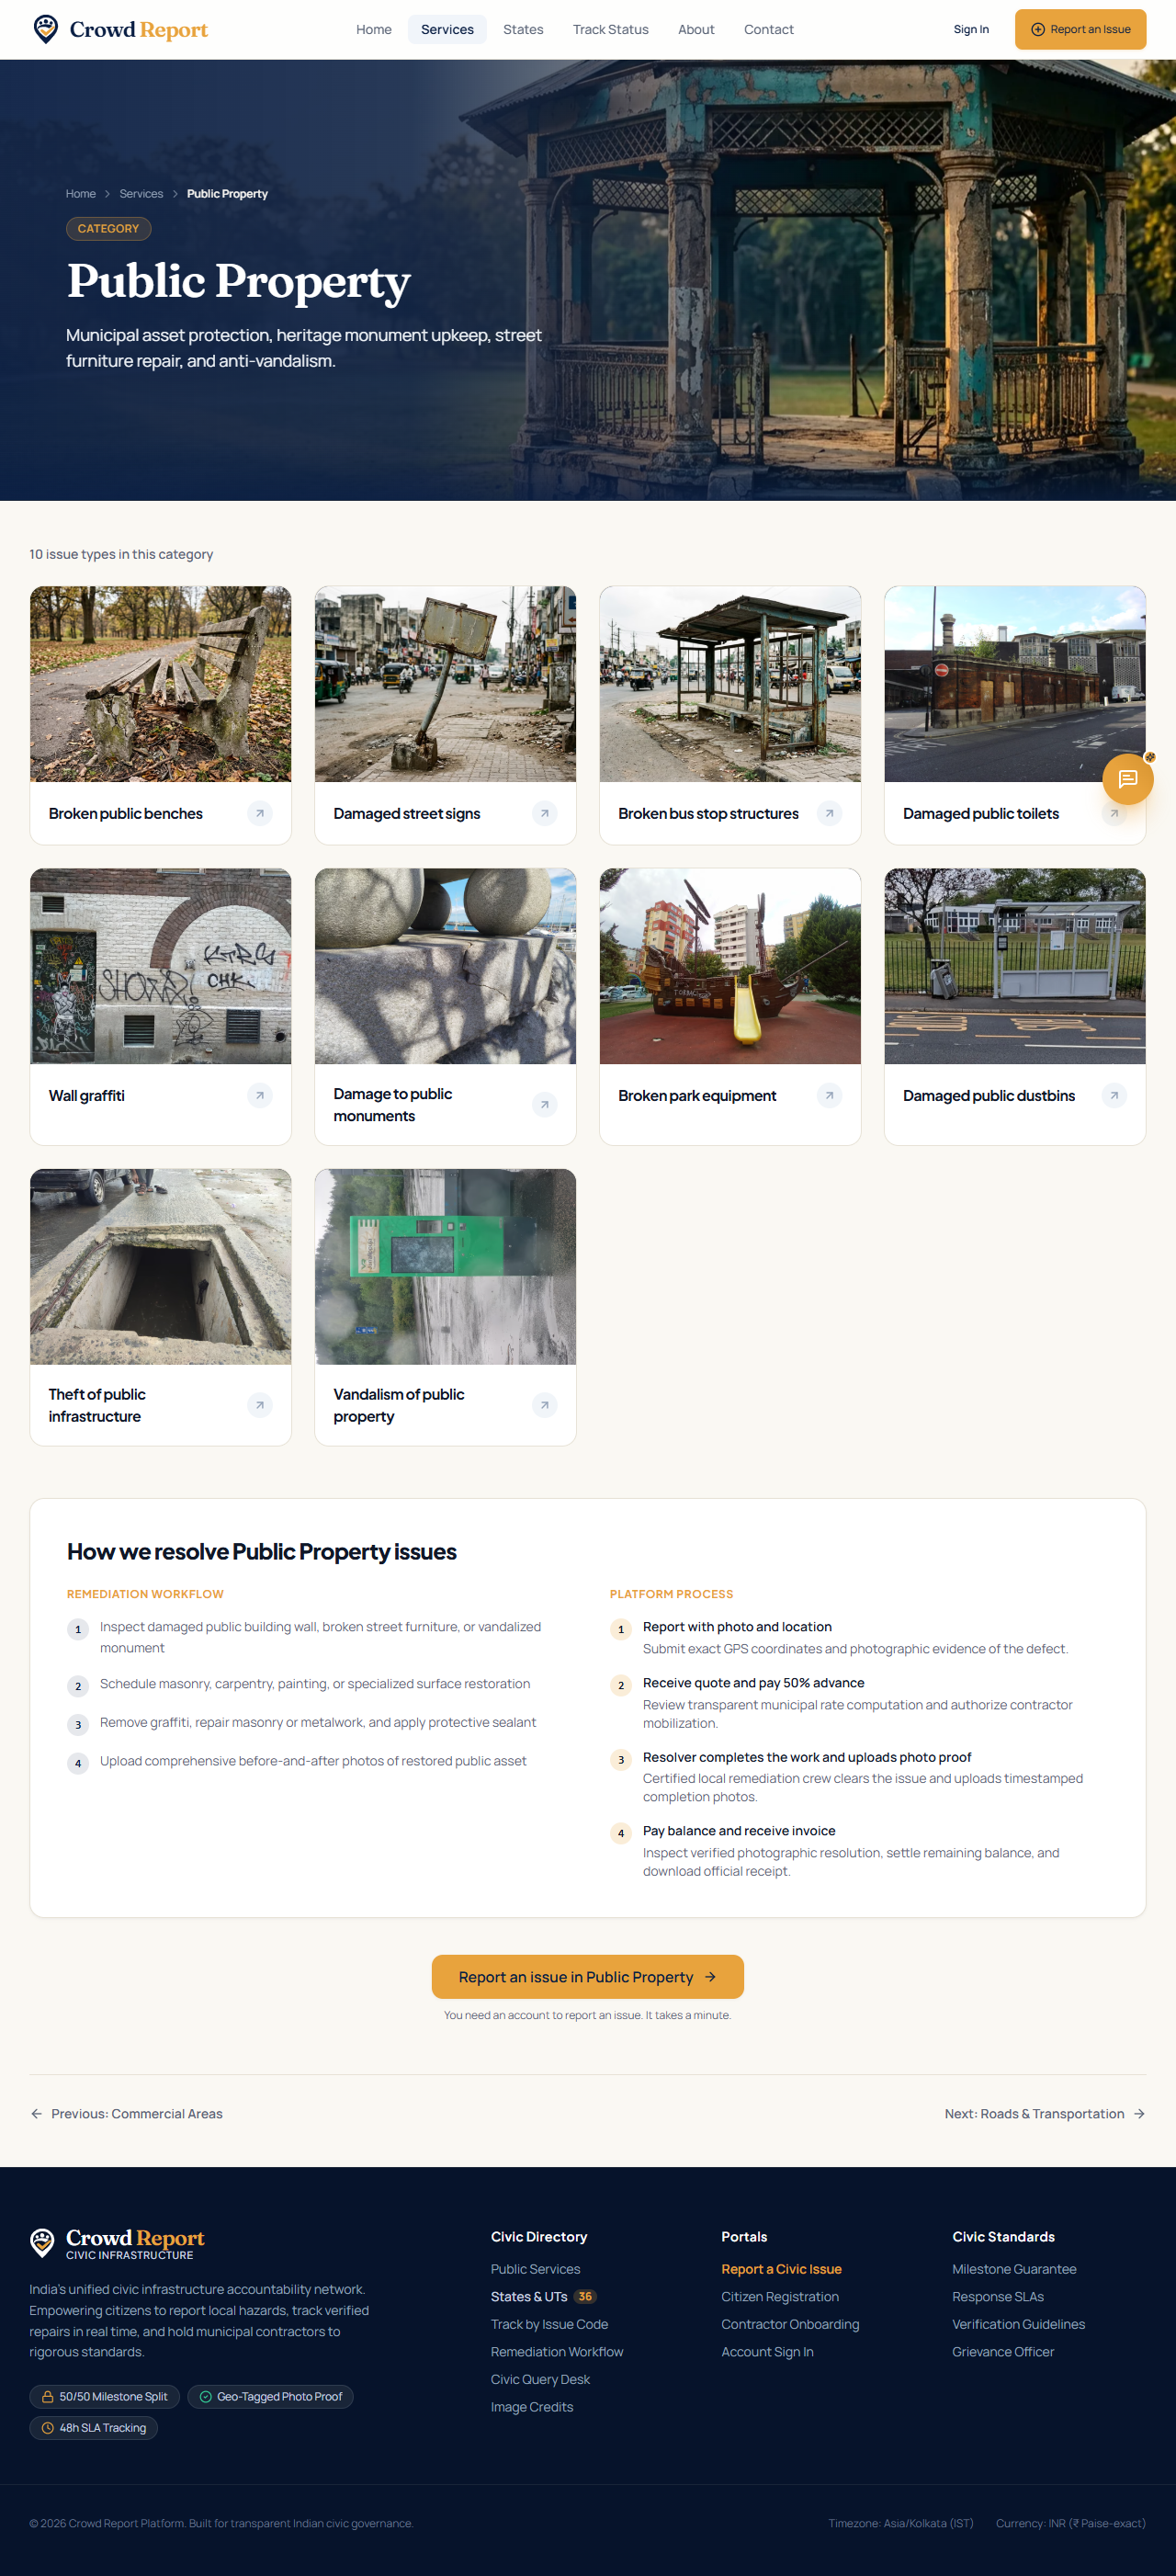 Crowd Report
Home
Services
States
Track Status
About
Contact
Sign In
Report an Issue
Home > Services > Public Property
CATEGORY
Public Property
Municipal asset protection, heritage monument upkeep, street
furniture repair, and anti-vandalism.
10 issue types in this category
Broken public benches
Damaged street signs
Broken bus stop structures
Damaged public toilets
Wall graffiti
Damage to public
monuments
Broken park equipment
Damaged public dustbins
Theft of public
infrastructure
Vandalism of public
property
How we resolve Public Property issues
REMEDIATION WORKFLOW
1 Inspect damaged public building wall, broken street furniture, or vandalized
monument
2 Schedule masonry, carpentry, painting, or specialized surface restoration
3 Remove graffiti, repair masonry or metalwork, and apply protective sealant
4 Upload comprehensive before-and-after photos of restored public asset
PLATFORM PROCESS
1 Report with photo and location
Submit exact GPS coordinates and photographic evidence of the defect.
2 Receive quote and pay 50% advance
Review transparent municipal rate computation and authorize contractor
mobilization.
3 Resolver completes the work and uploads photo proof
Certified local remediation crew clears the issue and uploads timestamped
completion photos.
4 Pay balance and receive invoice
Inspect verified photographic resolution, settle remaining balance, and
download official receipt.
Report an issue in Public Property →
You need an account to report an issue. It takes a minute.
← Previous: Commercial Areas
Next: Roads & Transportation →
Crowd Report
CIVIC INFRASTRUCTURE
India's unified civic infrastructure accountability network.
Empowering citizens to report local hazards, track verified
repairs in real time, and hold municipal contractors to
rigorous standards.
50/50 Milestone Split
Geo-Tagged Photo Proof
48h SLA Tracking
Civic Directory
Public Services
States & UTs 36
Track by Issue Code
Remediation Workflow
Civic Query Desk
Image Credits
Portals
Report a Civic Issue
Citizen Registration
Contractor Onboarding
Account Sign In
Civic Standards
Milestone Guarantee
Response SLAs
Verification Guidelines
Grievance Officer
© 2026 Crowd Report Platform. Built for transparent Indian civic governance.
Timezone: Asia/Kolkata (IST)
Currency: INR (₹ Paise-exact)